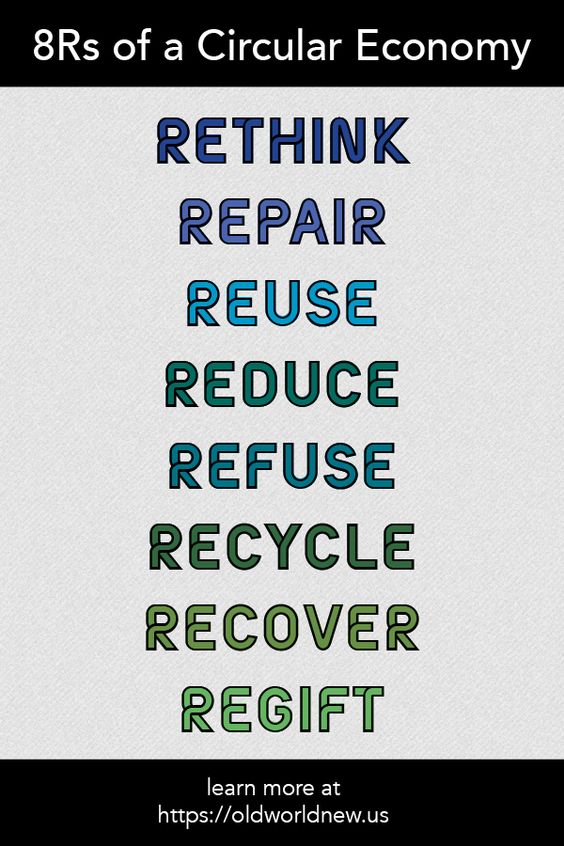 8Rs of a Circular Economy
RETHINK
REPAIR
REUSE
REDUCE
REFUSE
RECYCLE
RECOVER
REGIFT
learn more at
https://oldworldnew.us